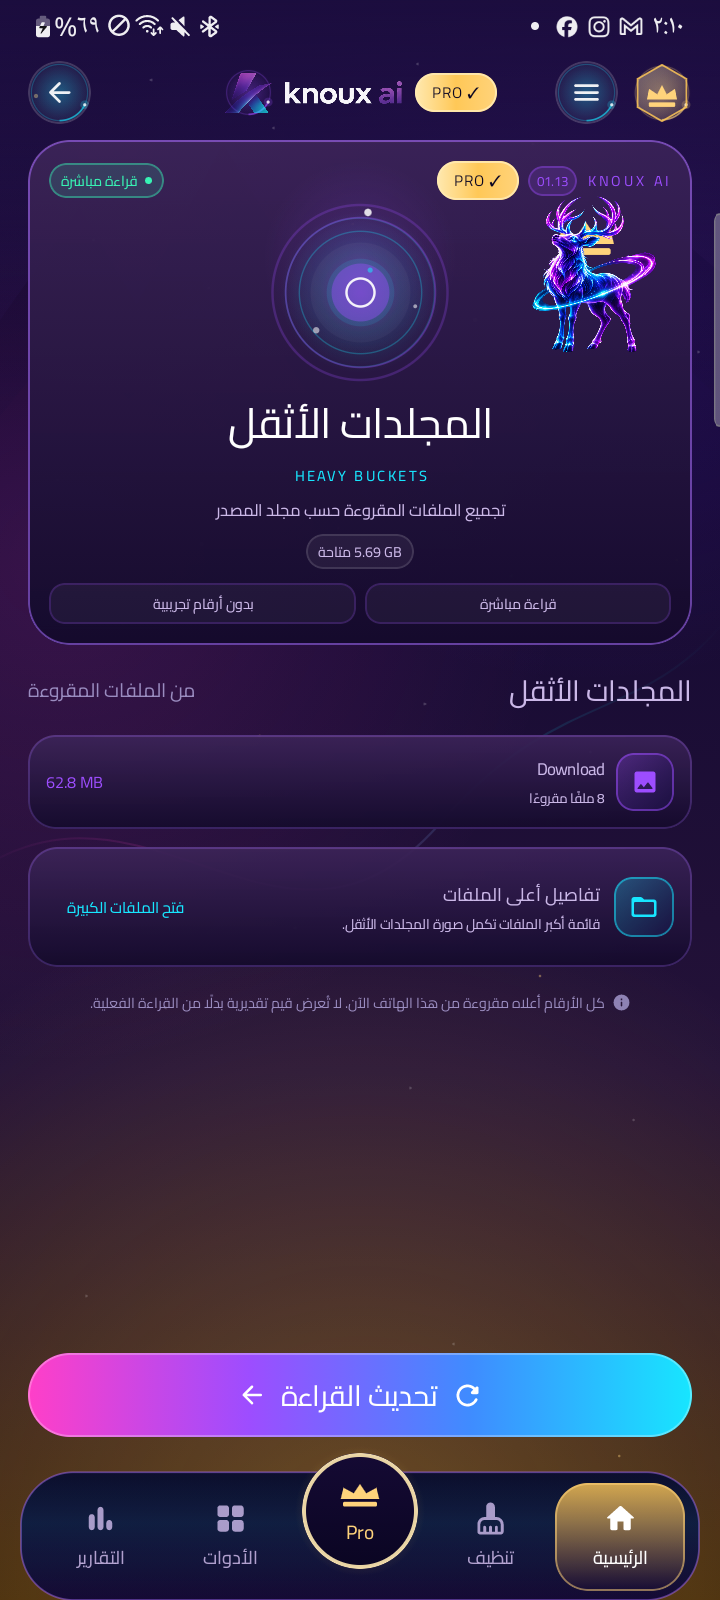 ٢:١٠
%٦٩
knoux ai
PRO ✓
KNOUX AI
01.13
PRO ✓
قراءة مباشرة
المجلدات الأثقل
HEAVY BUCKETS
تجميع الملفات المقروءة حسب مجلد المصدر
5.69 GB متاحة
قراءة مباشرة
بدون أرقام تجريبية
المجلدات الأثقل
من الملفات المقروءة
Download
62.8 MB
8 ملفًا مقروءًا
تفاصيل أعلى الملفات
فتح الملفات الكبيرة
قائمة أكبر الملفات تكمل صورة المجلدات الأثقل.
كل الأرقام أعلاه مقروءة من هذا الهاتف الآن. لا تُعرض قيم تقديرية بدلًا من القراءة الفعلية.
تحديث القراءة
الرئيسية
تنظيف
Pro
الأدوات
التقارير